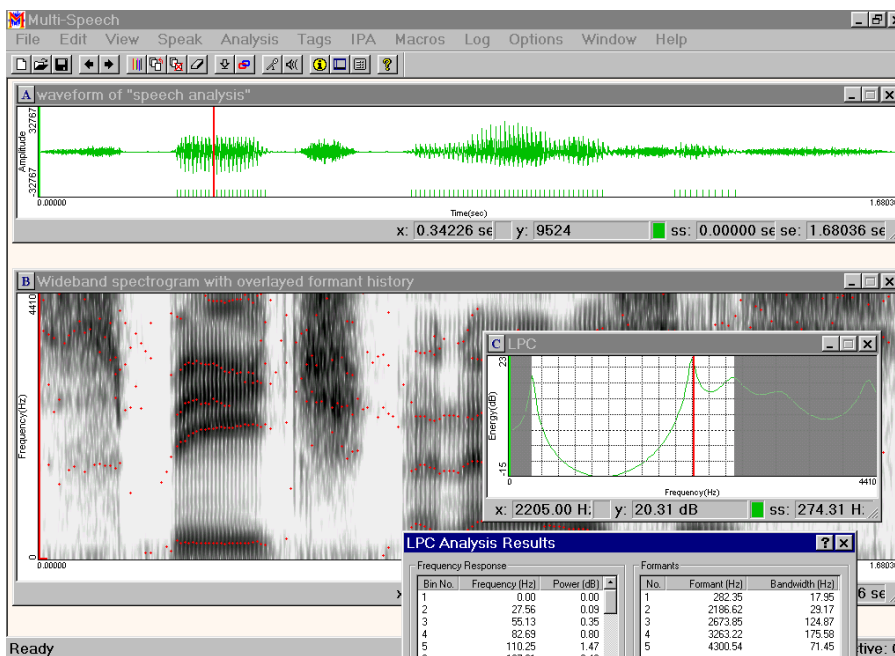 Multi-Speech
File Edit View Speak Analysis Tags IPA Macros Log Options Window Help
A waveform of "speech analysis"
32767
Amplitude
-32767
0.00000 1.6803
Time(sec)
x: 0.34226 se y: 9524 ss: 0.00000 se se: 1.68036 se
B Wideband spectrogram with overlayed formant history
4410
Frequency(Hz)
0
0.00000 1.6803
C LPC
23
Energy(dB)
-15
0 4410
Frequency(Hz)
x: 2205.00 H: y: 20.31 dB ss: 274.31 H:
x 6 se
LPC Analysis Results
Frequency Response
Bin No. Frequency (Hz) Power (dB)
1 0.00 0.00
2 27.56 0.09
3 55.13 0.35
4 82.69 0.80
5 110.25 1.47
Formants
No. Formant (Hz) Bandwidth (Hz)
1 282.35 17.95
2 2186.62 29.17
3 2673.85 124.87
4 3263.22 175.58
5 4300.54 71.45
Ready tive: